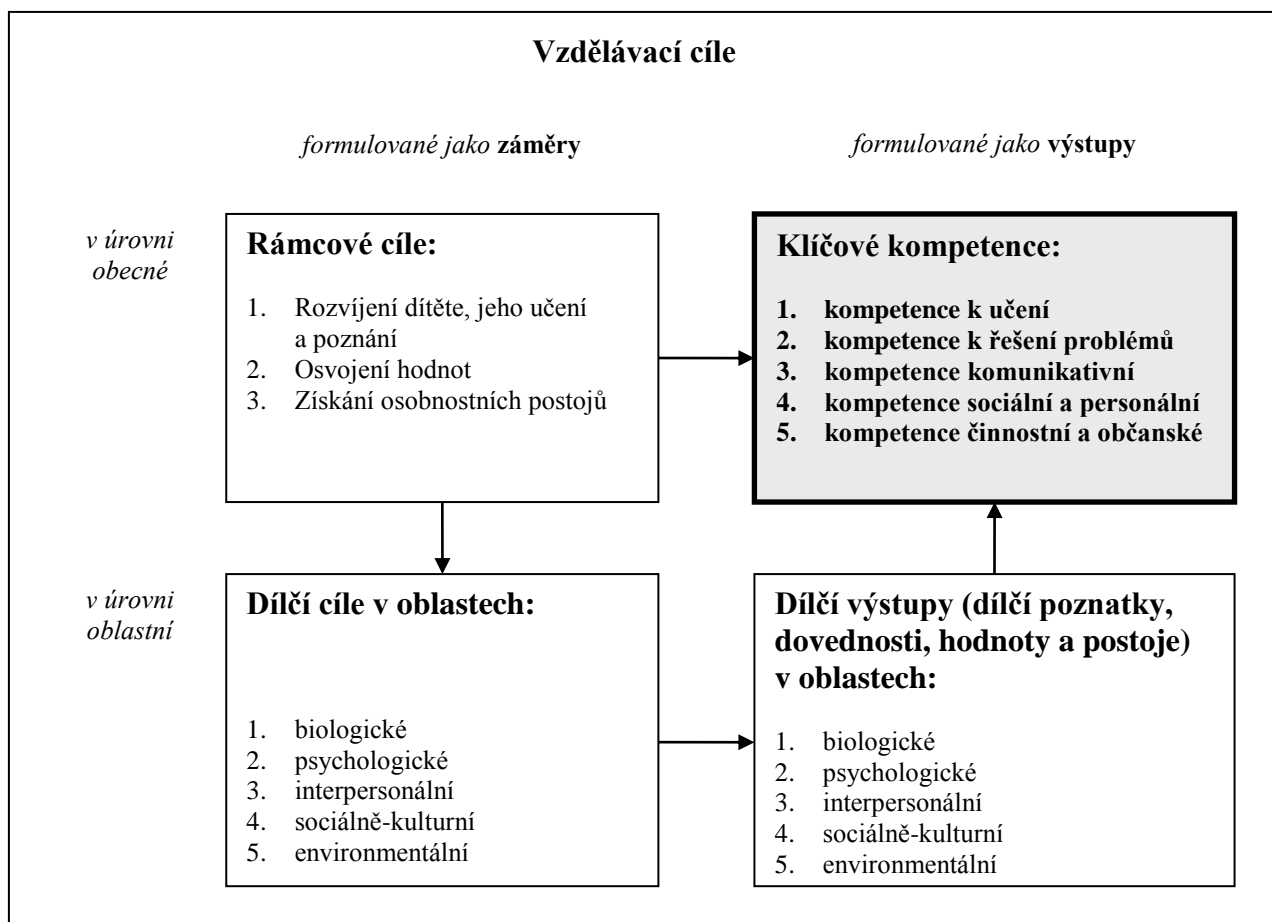 Vzdělávací cíle
formulované jako záměry
formulované jako výstupy
v úrovni
obecné
Rámcové cíle:
1. Rozvíjení dítěte, jeho učení
a poznání
2. Osvojení hodnot
3. Získání osobnostních postojů
Klíčové kompetence:
1. kompetence k učení
2. kompetence k řešení problémů
3. kompetence komunikativní
4. kompetence sociální a personální
5. kompetence činnostní a občanské
v úrovni
oblastní
Dílčí cíle v oblastech:
1. biologické
2. psychologické
3. interpersonální
4. sociálně-kulturní
5. environmentální
Dílčí výstupy (dílčí poznatky,
dovednosti, hodnoty a postoje)
v oblastech:
1. biologické
2. psychologické
3. interpersonální
4. sociálně-kulturní
5. environmentální